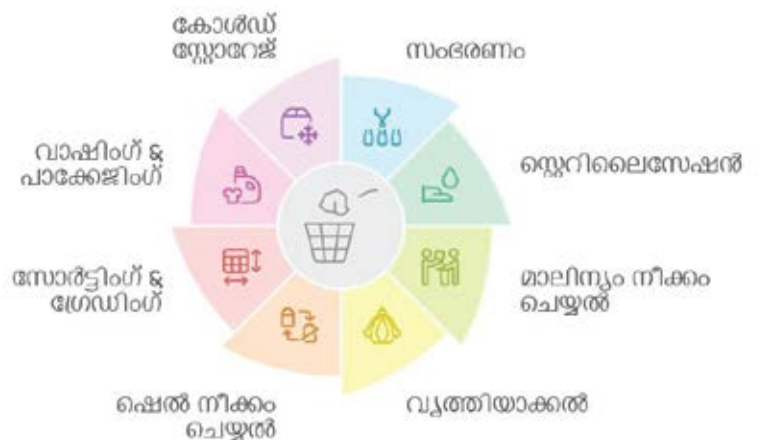 കോൾഡ്
സ്റ്റോറേജ്
സംഭരണം
സ്റ്റെറിലൈസേഷൻ
മാലിന്യം നീക്കം
ചെയ്യൽ
വൃത്തിയാക്കൽ
ഷെൽ നീക്കം
ചെയ്യൽ
സോർട്ടിംഗ് &
ഗ്രേഡിംഗ്
വാഷിംഗ് &
പാക്കേജിംഗ്